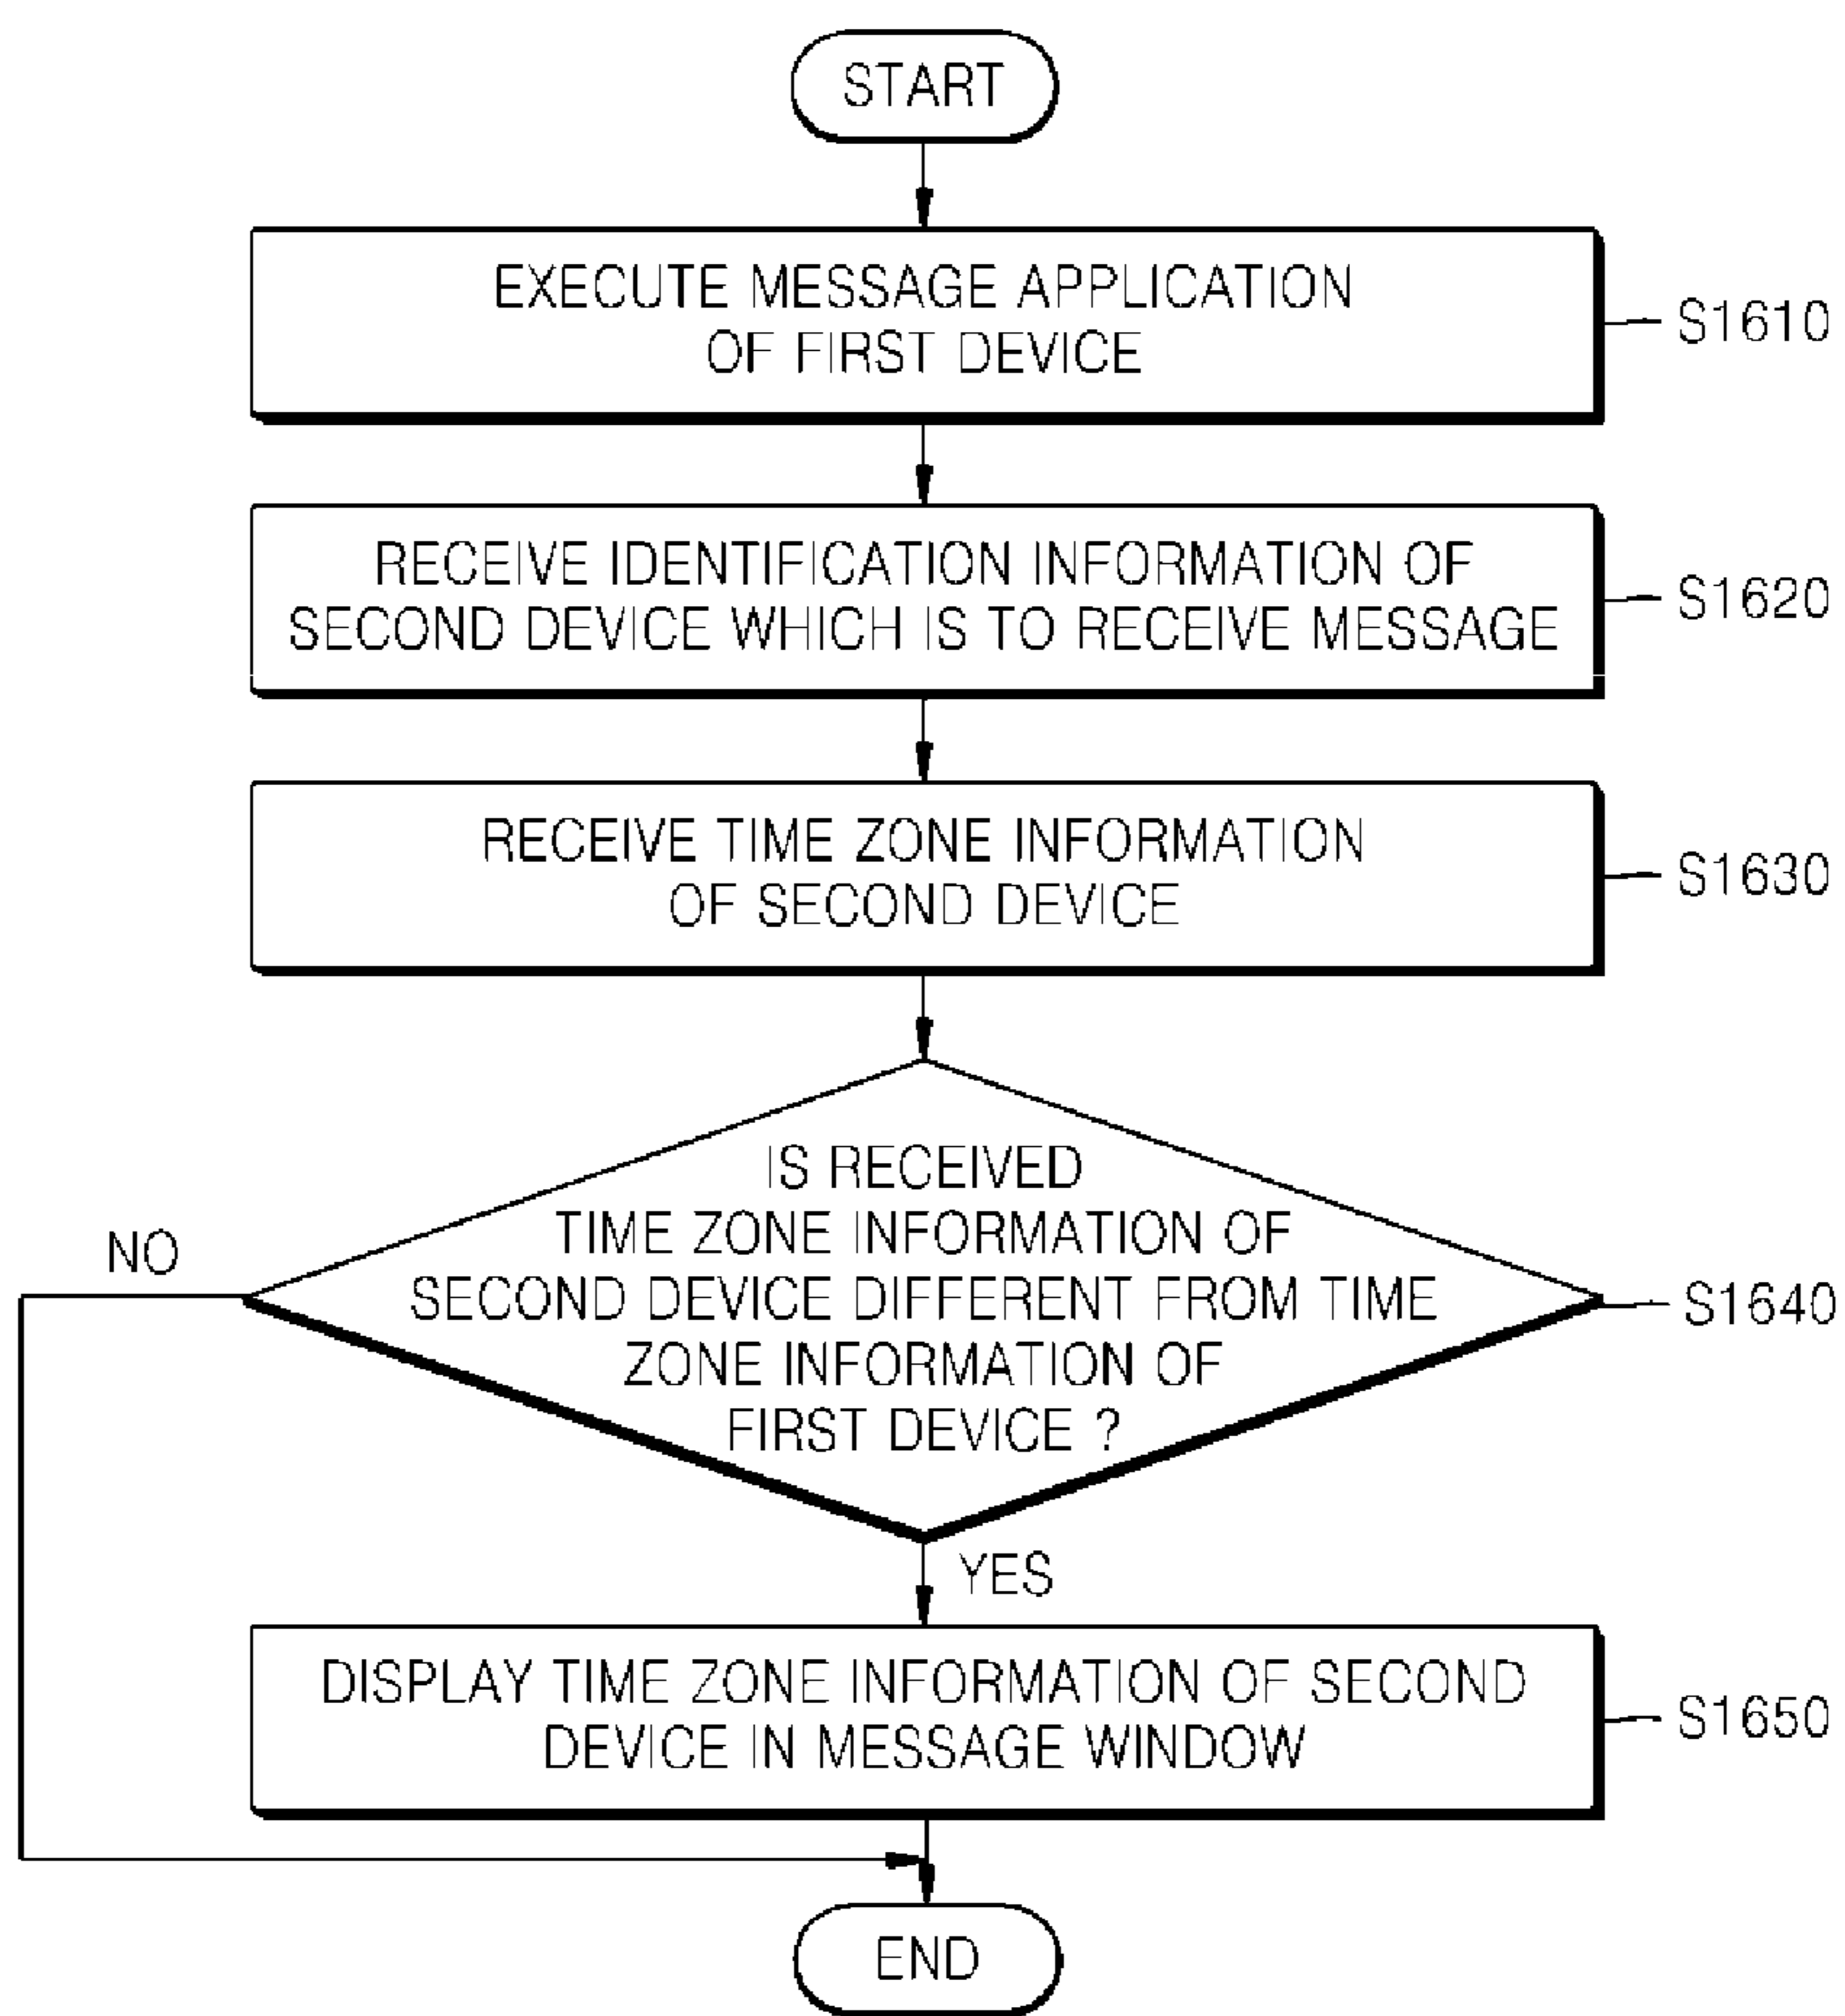 START
EXECUTE MESSAGE APPLICATION
OF FIRST DEVICE
S1610
RECEIVE IDENTIFICATION INFORMATION OF
SECOND DEVICE WHICH IS TO RECEIVE MESSAGE
S1620
RECEIVE TIME ZONE INFORMATION
OF SECOND DEVICE
S1630
IS RECEIVED
TIME ZONE INFORMATION OF
SECOND DEVICE DIFFERENT FROM TIME
ZONE INFORMATION OF
FIRST DEVICE ?
S1640
NO
YES
DISPLAY TIME ZONE INFORMATION OF SECOND
DEVICE IN MESSAGE WINDOW
S1650
END